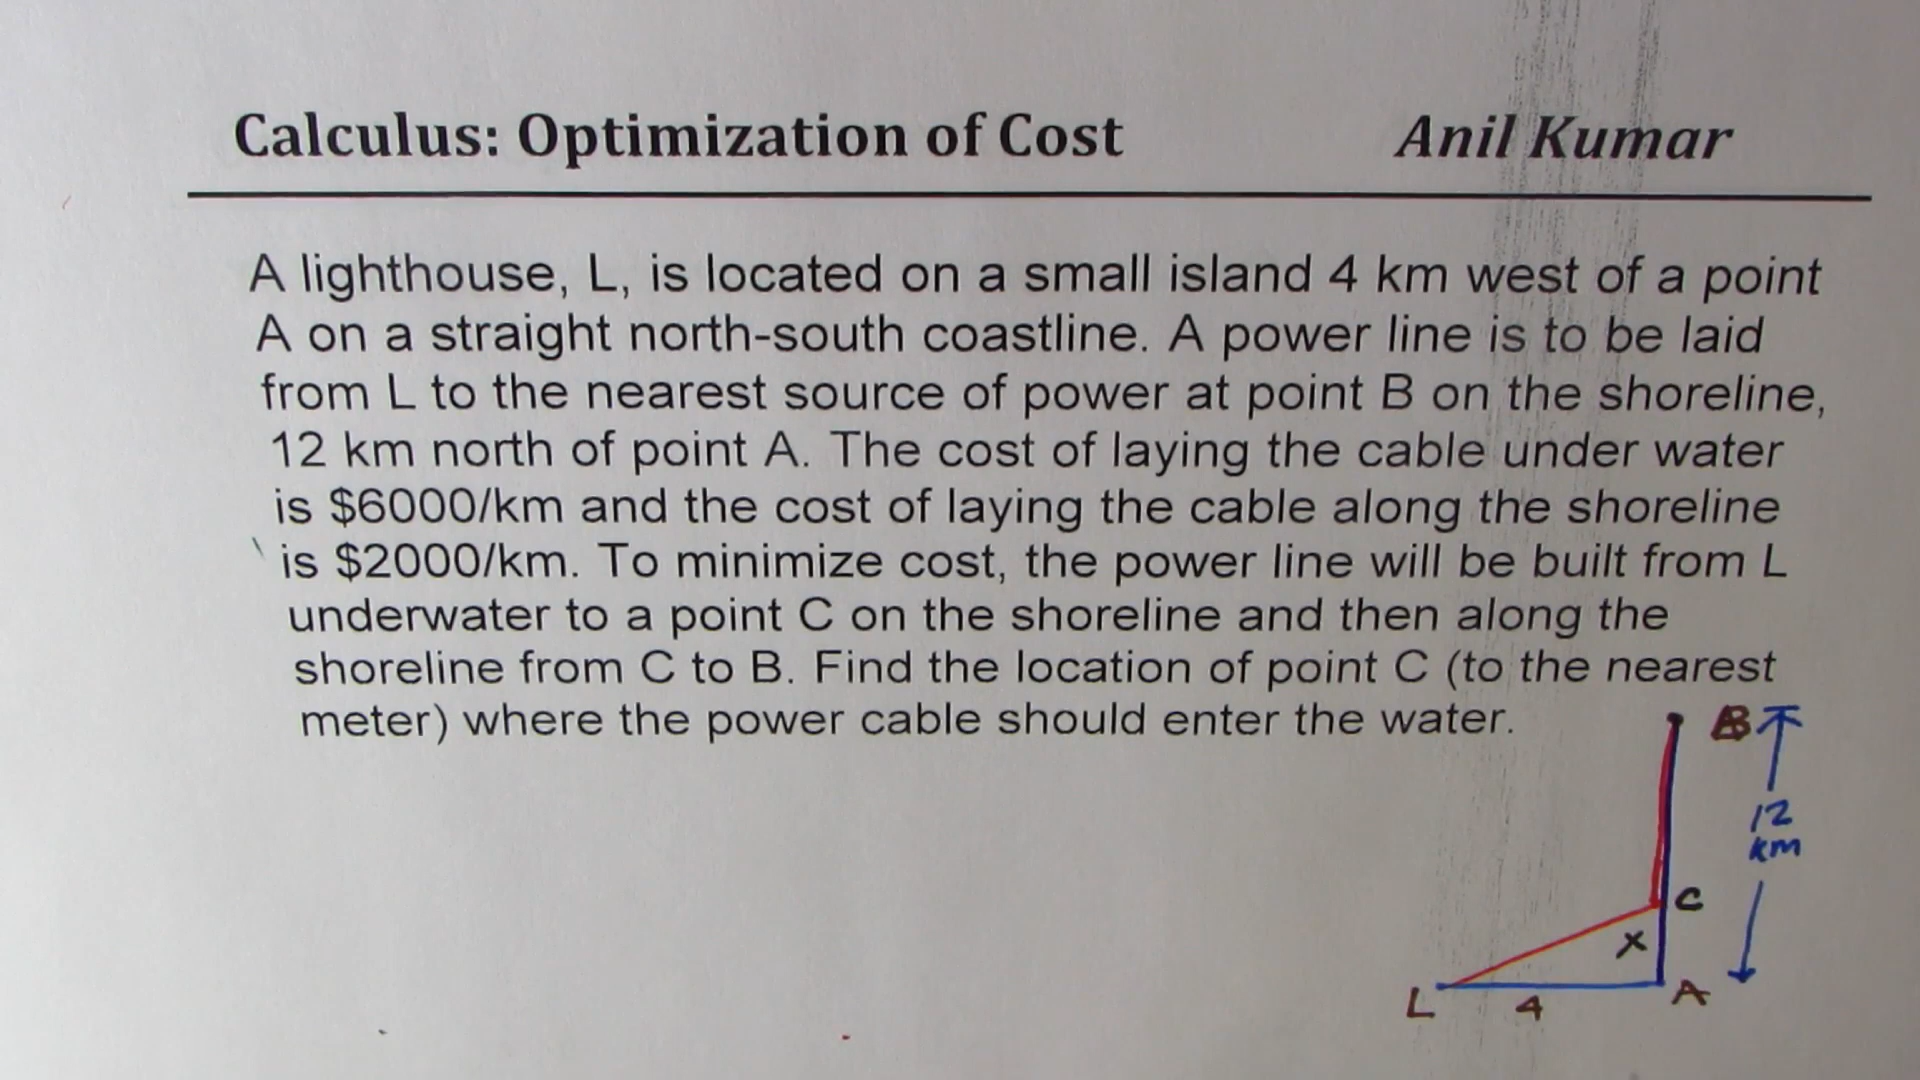 Calculus: Optimization of Cost Anil Kumar
A lighthouse, L, is located on a small island 4 km west of a point
A on a straight north-south coastline. A power line is to be laid
from L to the nearest source of power at point B on the shoreline,
12 km north of point A. The cost of laying the cable under water
is $6000/km and the cost of laying the cable along the shoreline
is $2000/km. To minimize cost, the power line will be built from L
underwater to a point C on the shoreline and then along the
shoreline from C to B. Find the location of point C (to the nearest
meter) where the power cable should enter the water.
B
12
km
C
x
L 4 A